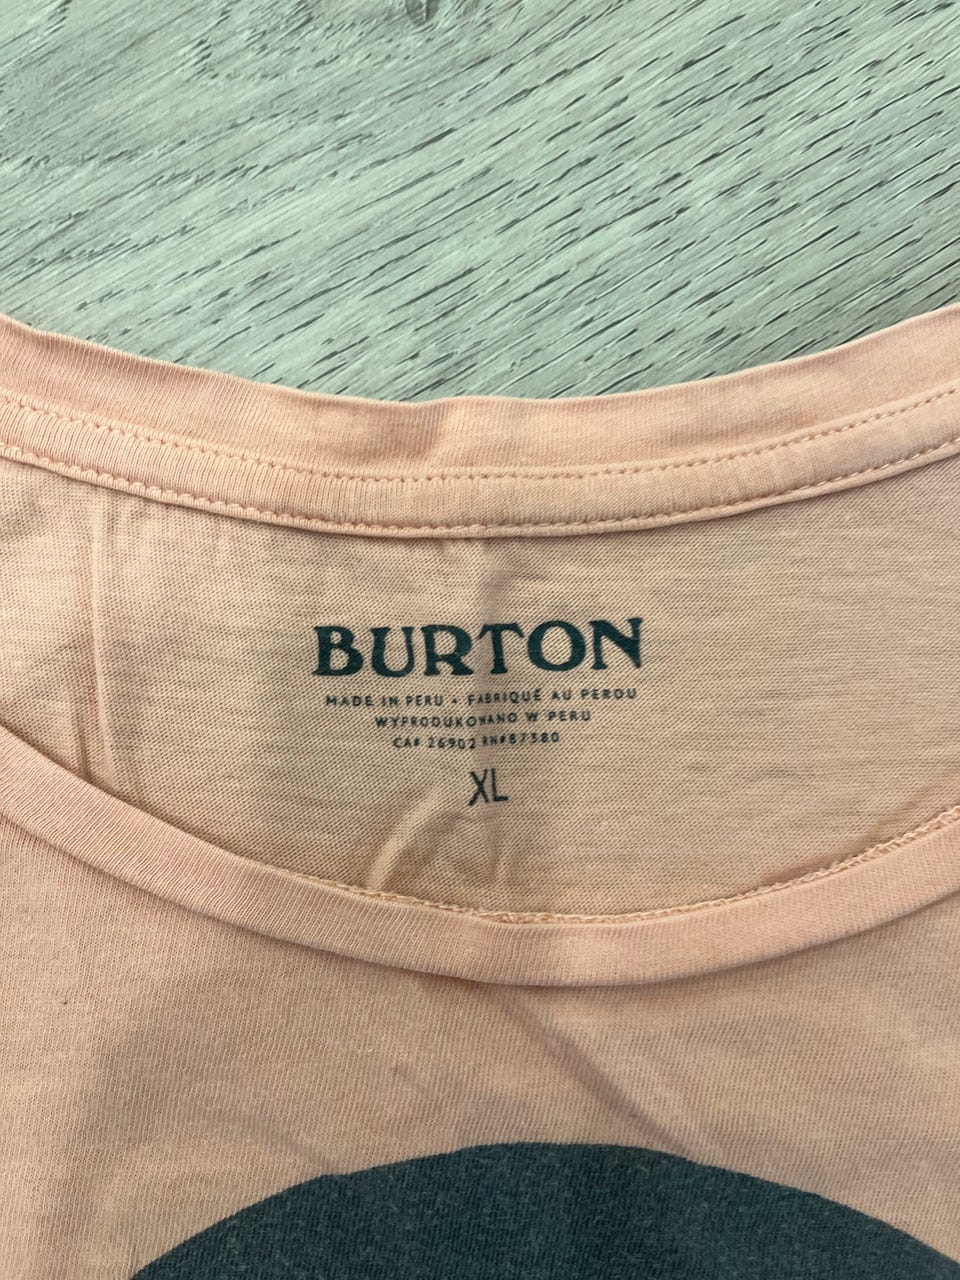 BURTON
MADE IN PERU • FABRIQUÉ AU PEROU
WYPRODUKOWANO W PERU
CA# 26902 RN#87380
XL